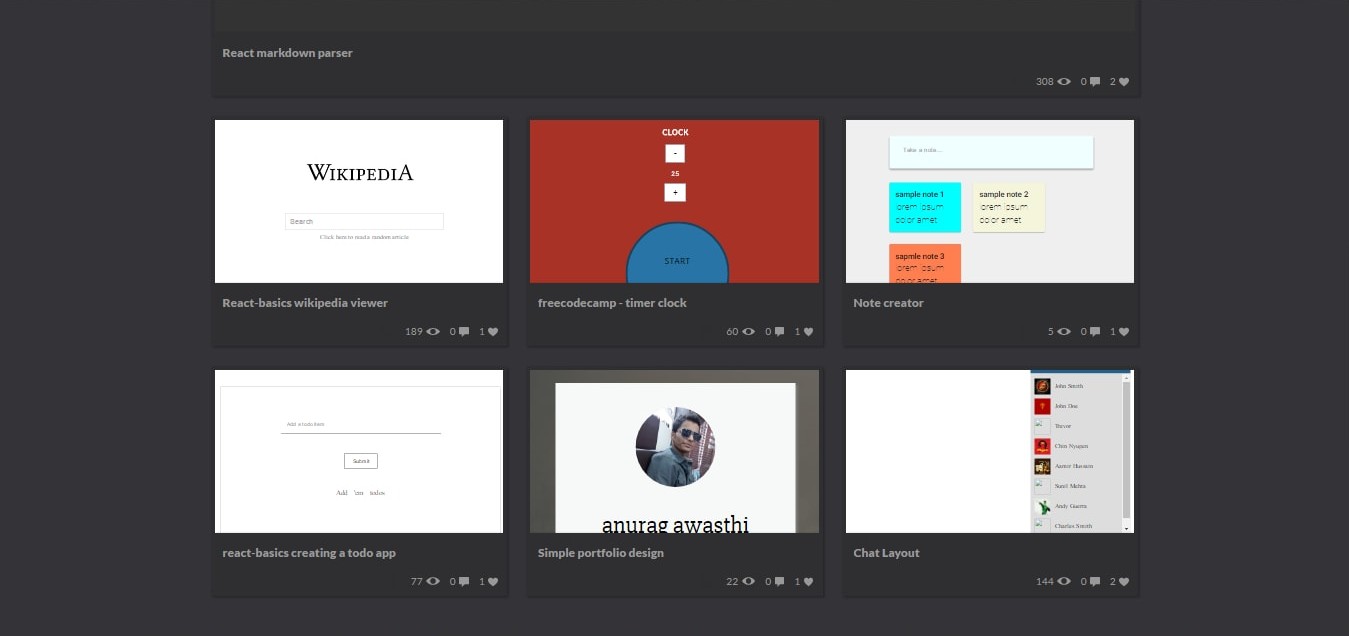 React markdown parser
308 0 2
WIKIPEDIA
Search
Click here to read a random article
React-basics wikipedia viewer
189 0 1
CLOCK
-
25
+
START
freecodecamp - timer clock
60 0 1
Take a note...
sample note 1
lorem ipsum
dolor amet
sample note 2
lorem ipsum
dolor amet
sapmle note 3
lorem ipsum
dolor amet
Note creator
5 0 1
Add a todo item
Submit
Add 'em todos
react-basics creating a todo app
77 0 1
anurag awasthi
Simple portfolio design
22 0 1
John Smith
John Doe
Trevor
Chin Nyugen
Aamer Hussain
Sunil Mehra
Andy Guerra
Charles Smith
Chat Layout
144 0 2